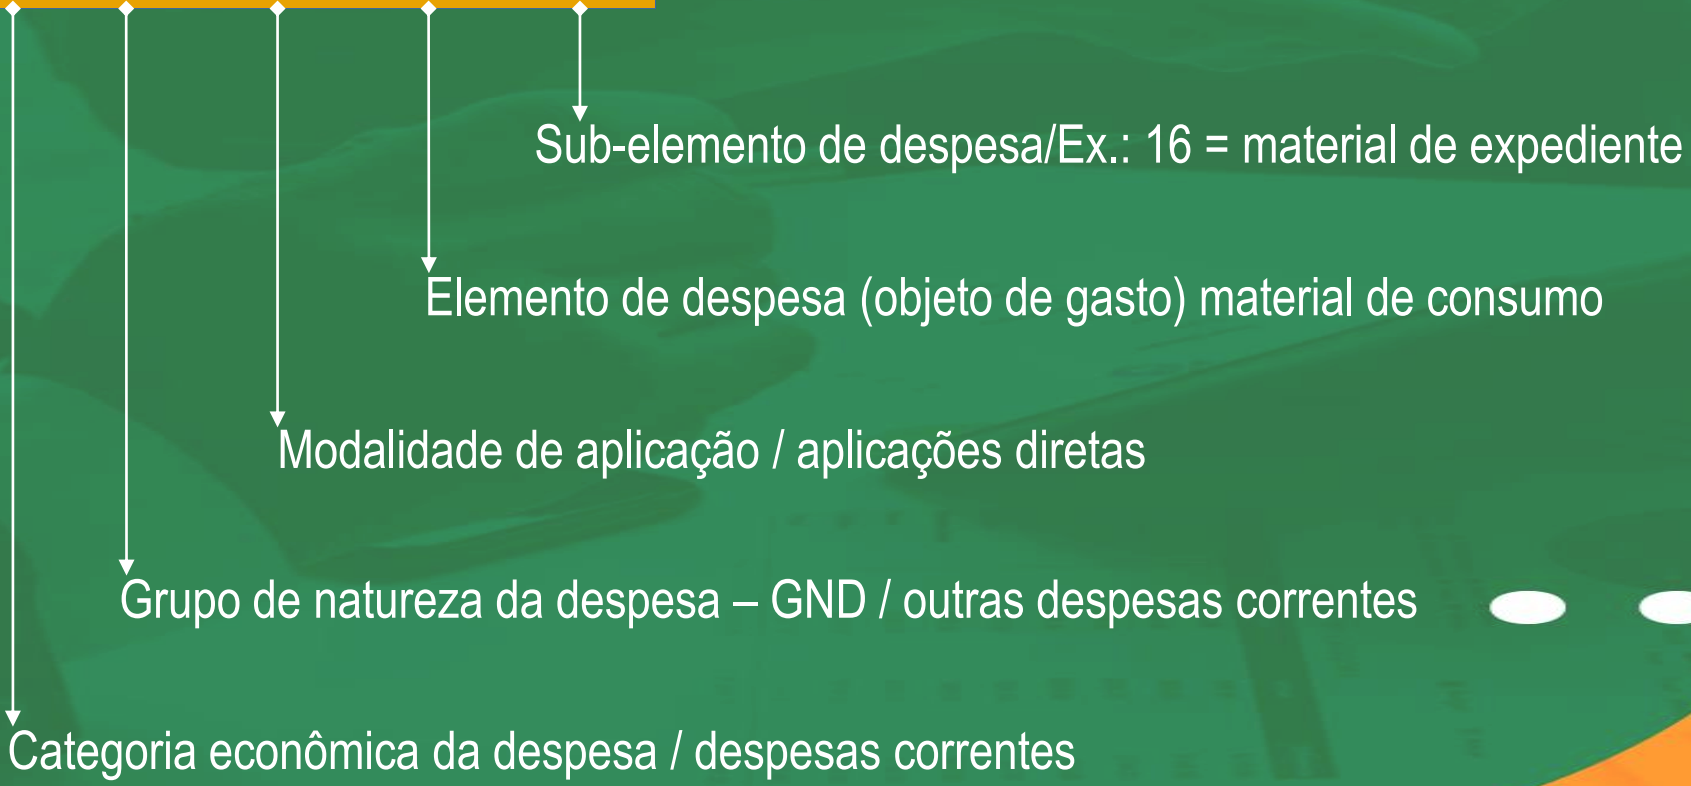 Sub-elemento de despesa/Ex.: 16 = material de expediente
Elemento de despesa (objeto de gasto) material de consumo
Modalidade de aplicação / aplicações diretas
Grupo de natureza da despesa – GND / outras despesas correntes
Categoria econômica da despesa / despesas correntes